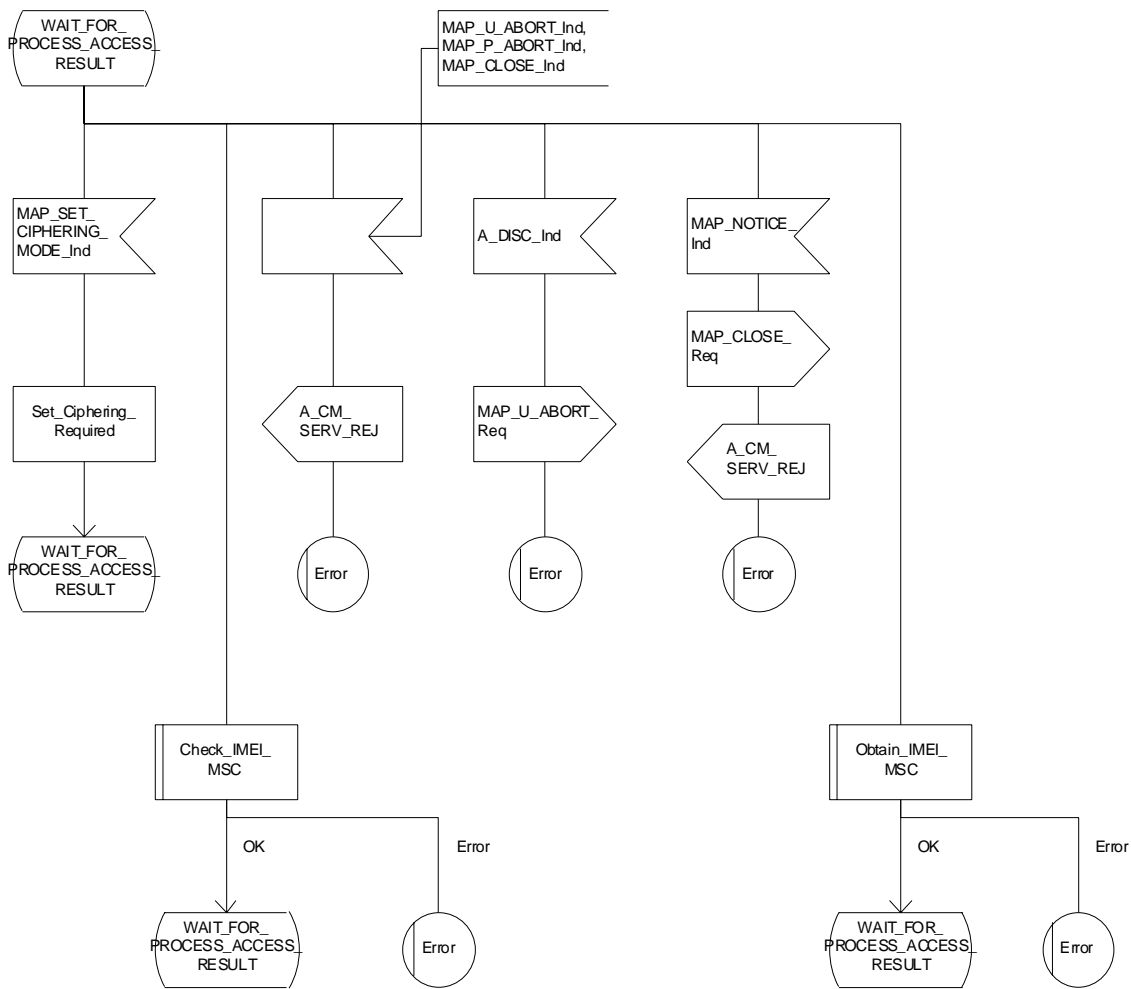 WAIT_FOR_
PROCESS_ACCESS_
RESULT
MAP_U_ABORT_Ind,
MAP_P_ABORT_Ind,
MAP_CLOSE_Ind
MAP_SET_
CIPHERING_
MODE_Ind
A_DISC_Ind
MAP_NOTICE_
Ind
MAP_CLOSE_
Req
Set_Ciphering_
Required
A_CM_
SERV_REJ
MAP_U_ABORT_
Req
A_CM_
SERV_REJ
WAIT_FOR_
PROCESS_ACCESS_
RESULT
Error
Error
Error
Check_IMEI_
MSC
Obtain_IMEI_
MSC
OK
Error
OK
Error
WAIT_FOR_
PROCESS_ACCESS_
RESULT
Error
WAIT_FOR_
PROCESS_ACCESS_
RESULT
Error